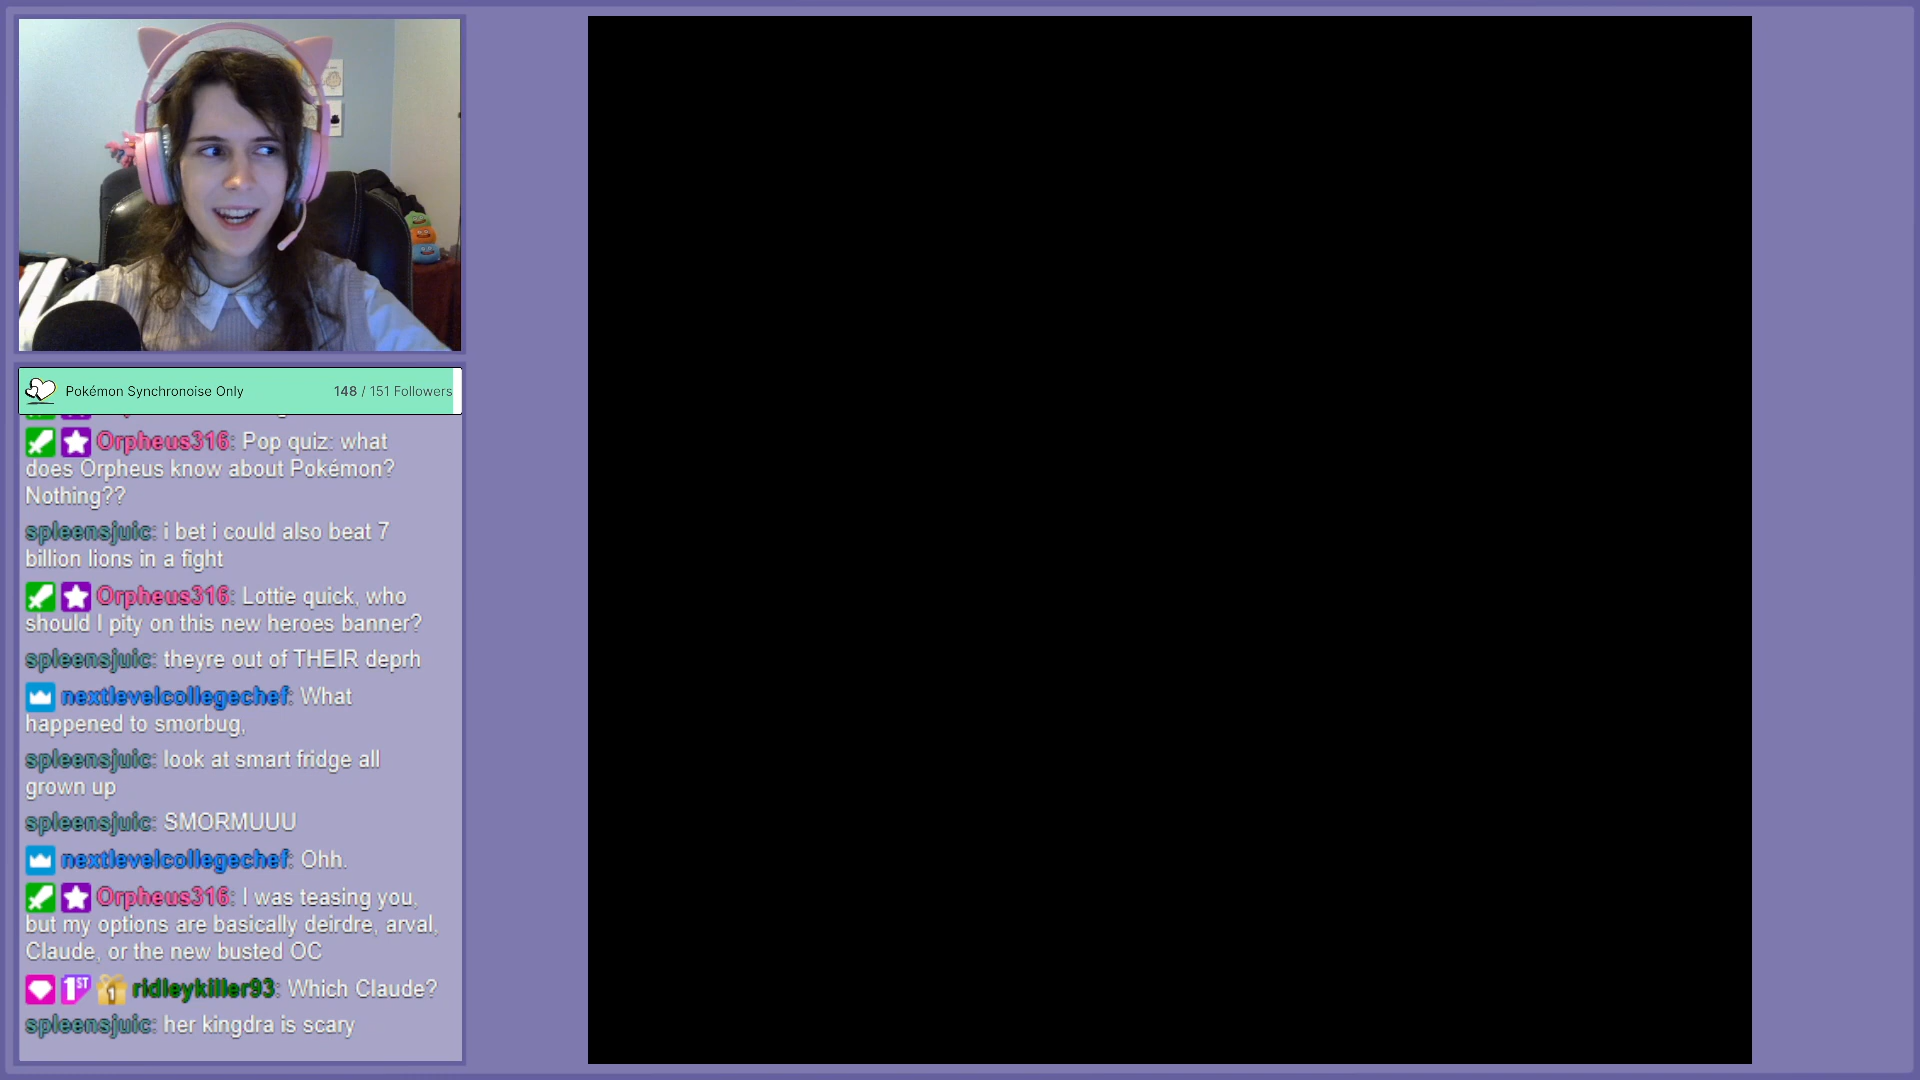 Pokémon Synchronoise Only 148 / 151 Followers
Orpheus316: Pop quiz: what
does Orpheus know about Pokémon?
Nothing??
spleensjuic: i bet i could also beat 7
billion lions in a fight
Orpheus316: Lottie quick, who
should I pity on this new heroes banner?
spleensjuic: theyre out of THEIR deprh
nextlevelcollegechef: What
happened to smorbug,
spleensjuic: look at smart fridge all
grown up
spleensjuic: SMORMUUU
nextlevelcollegechef: Ohh.
Orpheus316: I was teasing you,
but my options are basically deirdre, arval,
Claude, or the new busted OC
1ST 1 ridleykiller93: Which Claude?
spleensjuic: her kingdra is scary